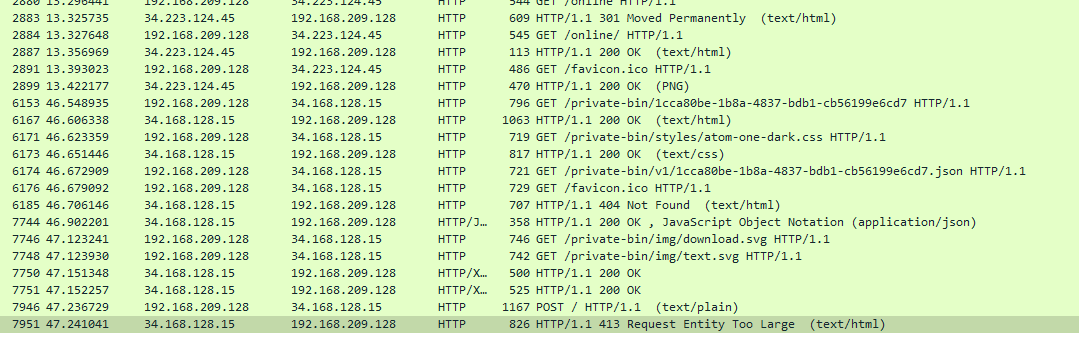 2880 13.296441 192.168.209.128 34.223.124.45 HTTP 544 GET /online HTTP/1.1
2883 13.325735 34.223.124.45 192.168.209.128 HTTP 609 HTTP/1.1 301 Moved Permanently (text/html)
2884 13.327648 192.168.209.128 34.223.124.45 HTTP 545 GET /online/ HTTP/1.1
2887 13.356969 34.223.124.45 192.168.209.128 HTTP 113 HTTP/1.1 200 OK (text/html)
2891 13.393023 192.168.209.128 34.223.124.45 HTTP 486 GET /favicon.ico HTTP/1.1
2899 13.422177 34.223.124.45 192.168.209.128 HTTP 470 HTTP/1.1 200 OK (PNG)
6153 46.548935 192.168.209.128 34.168.128.15 HTTP 796 GET /private-bin/1cca80be-1b8a-4837-bdb1-cb56199e6cd7 HTTP/1.1
6167 46.606338 34.168.128.15 192.168.209.128 HTTP 1063 HTTP/1.1 200 OK (text/html)
6171 46.623359 192.168.209.128 34.168.128.15 HTTP 719 GET /private-bin/styles/atom-one-dark.css HTTP/1.1
6173 46.651446 34.168.128.15 192.168.209.128 HTTP 817 HTTP/1.1 200 OK (text/css)
6174 46.672909 192.168.209.128 34.168.128.15 HTTP 721 GET /private-bin/v1/1cca80be-1b8a-4837-bdb1-cb56199e6cd7.json HTTP/1.1
6176 46.679092 192.168.209.128 34.168.128.15 HTTP 729 GET /favicon.ico HTTP/1.1
6185 46.706146 34.168.128.15 192.168.209.128 HTTP 707 HTTP/1.1 404 Not Found (text/html)
7744 46.902201 34.168.128.15 192.168.209.128 HTTP/J… 358 HTTP/1.1 200 OK , JavaScript Object Notation (application/json)
7746 47.123241 192.168.209.128 34.168.128.15 HTTP 746 GET /private-bin/img/download.svg HTTP/1.1
7748 47.123930 192.168.209.128 34.168.128.15 HTTP 742 GET /private-bin/img/text.svg HTTP/1.1
7750 47.151348 34.168.128.15 192.168.209.128 HTTP/X… 500 HTTP/1.1 200 OK
7751 47.152257 34.168.128.15 192.168.209.128 HTTP/X… 525 HTTP/1.1 200 OK
7946 47.236729 192.168.209.128 34.168.128.15 HTTP 1167 POST / HTTP/1.1 (text/plain)
7951 47.241041 34.168.128.15 192.168.209.128 HTTP 826 HTTP/1.1 413 Request Entity Too Large (text/html)